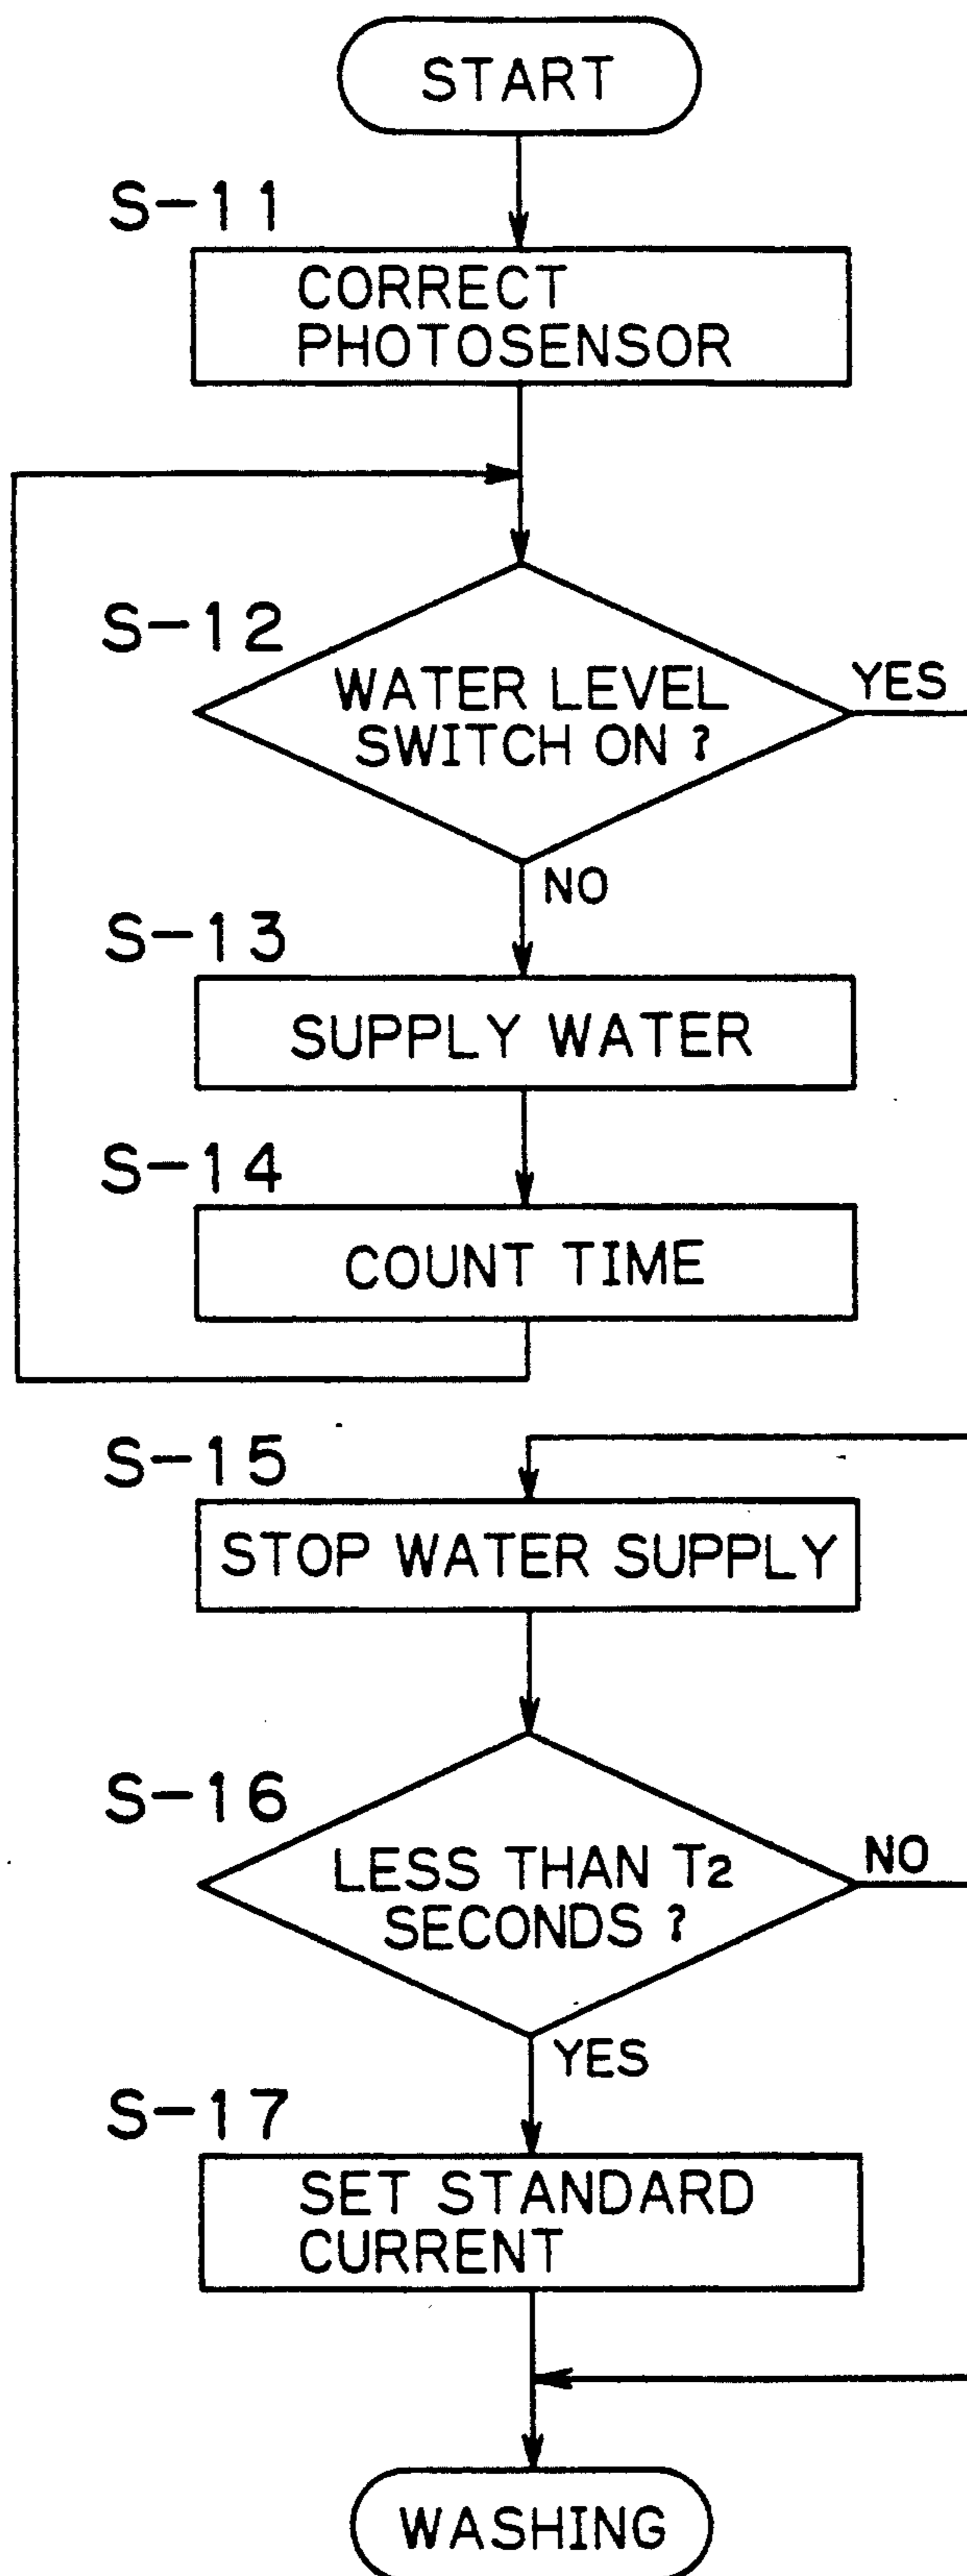 START
S-11
CORRECT
PHOTOSENSOR
S-12
WATER LEVEL
SWITCH ON ?
YES
NO
S-13
SUPPLY WATER
S-14
COUNT TIME
S-15
STOP WATER SUPPLY
S-16
LESS THAN T2
SECONDS ?
NO
YES
S-17
SET STANDARD
CURRENT
WASHING